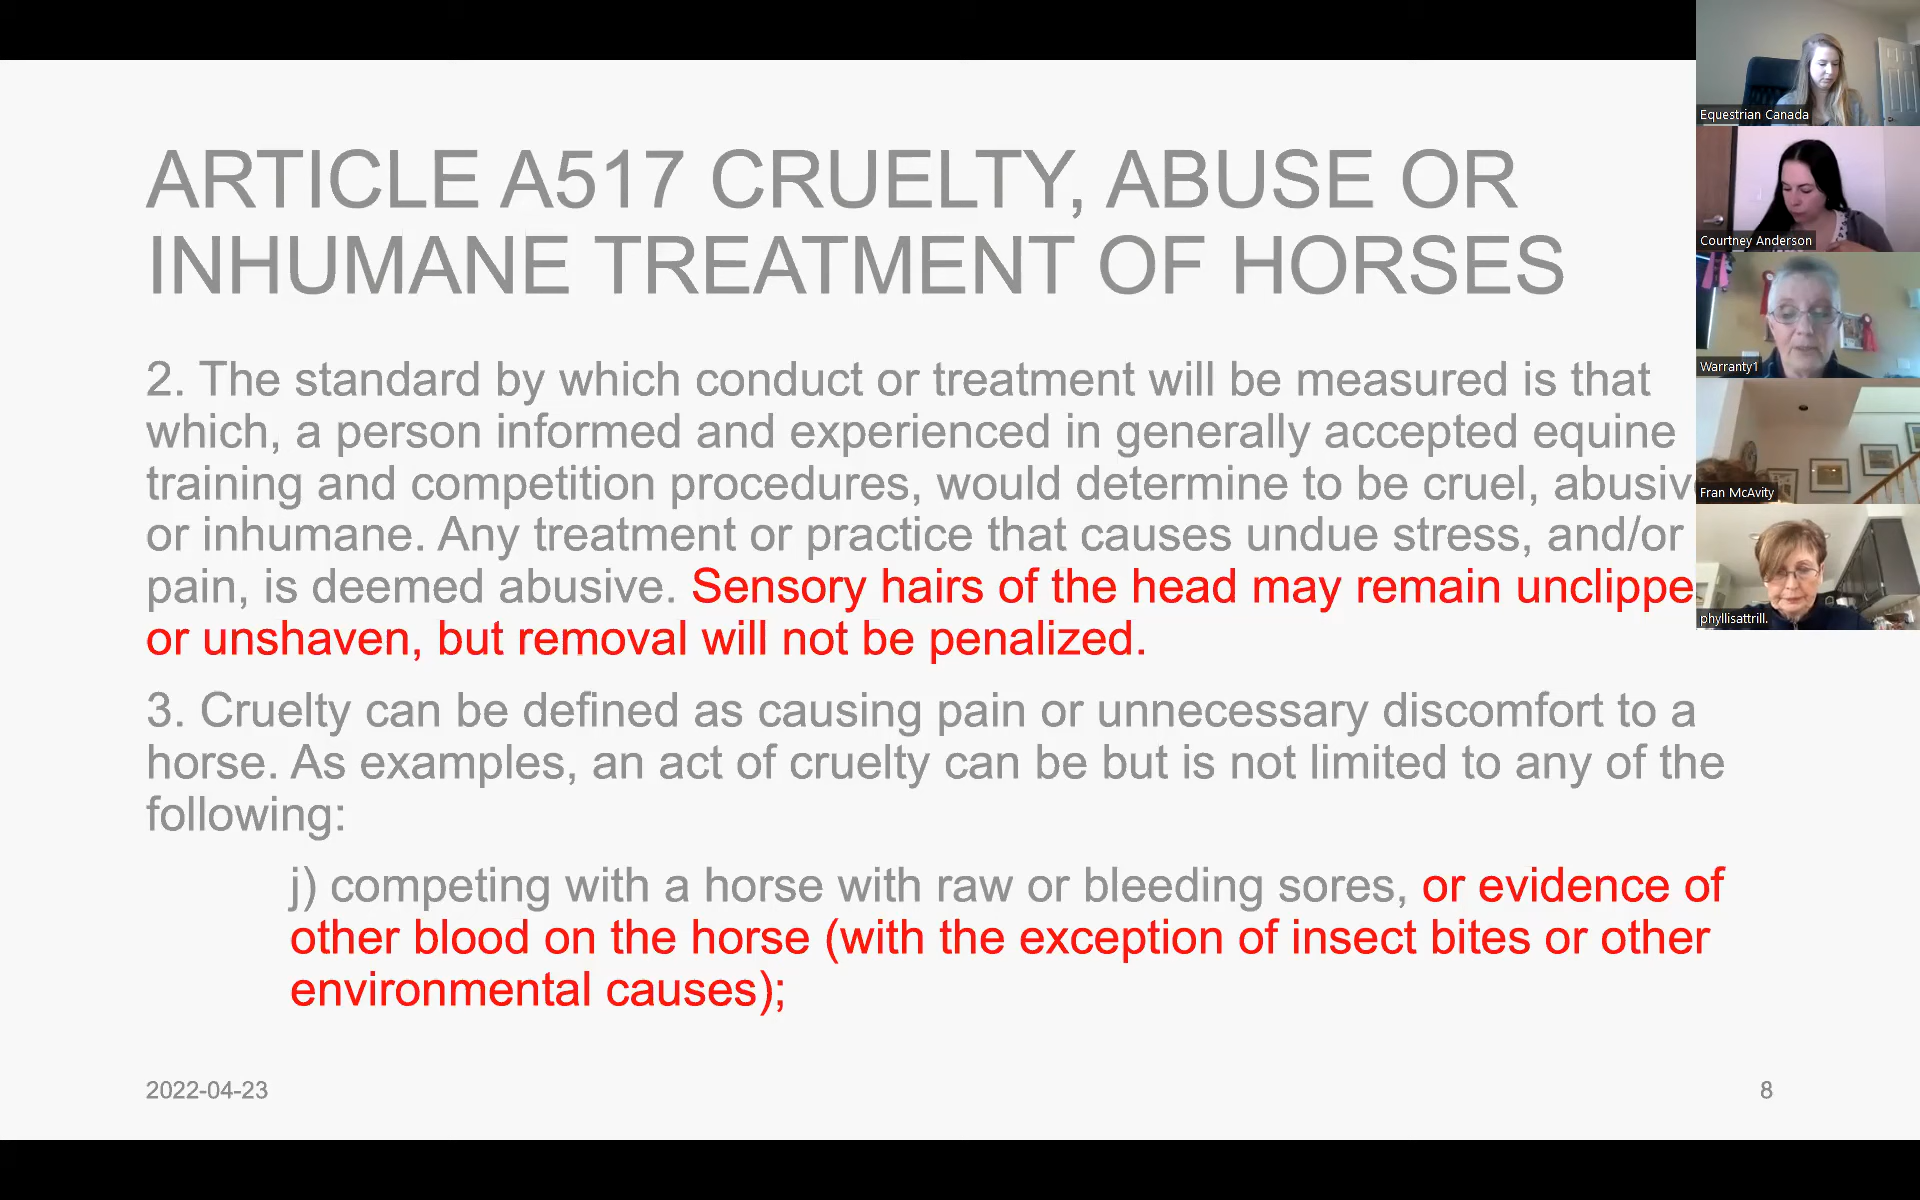 ARTICLE A517 CRUELTY, ABUSE OR
INHUMANE TREATMENT OF HORSES
2. The standard by which conduct or treatment will be measured is that
which, a person informed and experienced in generally accepted equine
training and competition procedures, would determine to be cruel, abusiv
or inhumane. Any treatment or practice that causes undue stress, and/or
pain, is deemed abusive. Sensory hairs of the head may remain unclippe
or unshaven, but removal will not be penalized.
3. Cruelty can be defined as causing pain or unnecessary discomfort to a
horse. As examples, an act of cruelty can be but is not limited to any of the
following:
j) competing with a horse with raw or bleeding sores, or evidence of
other blood on the horse (with the exception of insect bites or other
environmental causes);
2022-04-23
8
Equestrian Canada
Courtney Anderson
Warranty1
Fran McAvity
phyllisattrill.